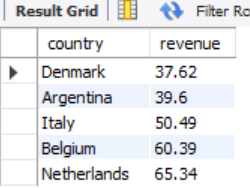 Result Grid Filter Ro
country revenue
Denmark 37.62
Argentina 39.6
Italy 50.49
Belgium 60.39
Netherlands 65.34